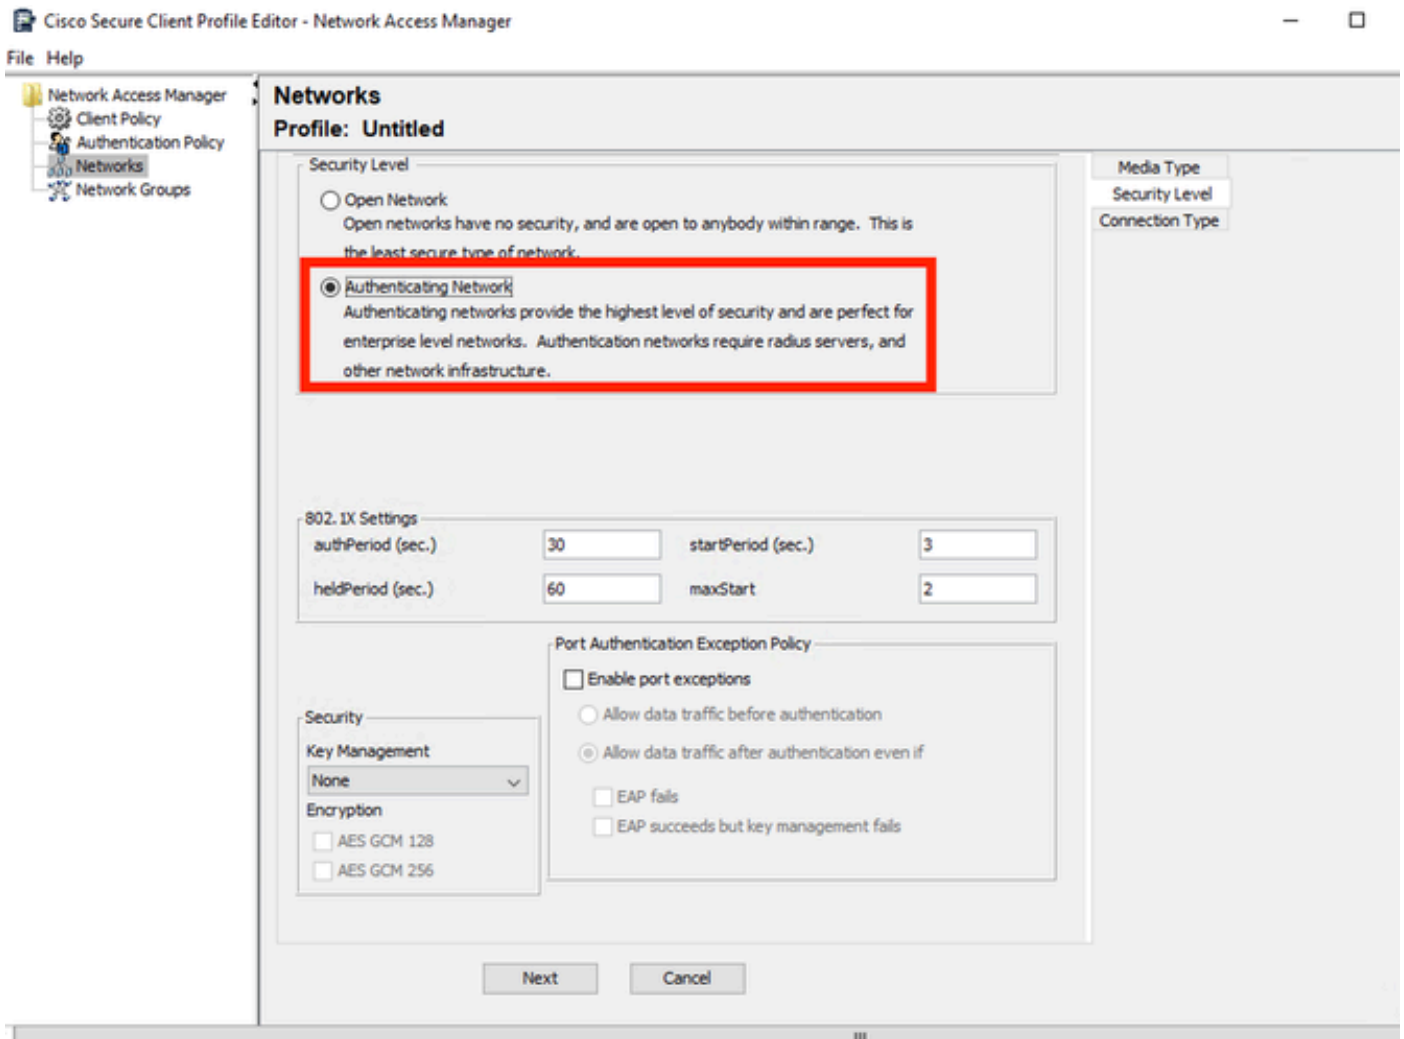 Cisco Secure Client Profile Editor - Network Access Manager
File Help
Network Access Manager
Client Policy
Authentication Policy
Networks
Network Groups
Networks
Profile: Untitled
Media Type
Security Level
Connection Type
Security Level
Open Network
Open networks have no security, and are open to anybody within range. This is
the least secure type of network.
Authenticating Network
Authenticating networks provide the highest level of security and are perfect for
enterprise level networks. Authentication networks require radius servers, and
other network infrastructure.
802.1X Settings
authPeriod (sec.) 30 startPeriod (sec.) 3
heldPeriod (sec.) 60 maxStart 2
Port Authentication Exception Policy
Enable port exceptions
Allow data traffic before authentication
Allow data traffic after authentication even if
EAP fails
EAP succeeds but key management fails
Security
Key Management
None
Encryption
AES GCM 128
AES GCM 256
Next Cancel